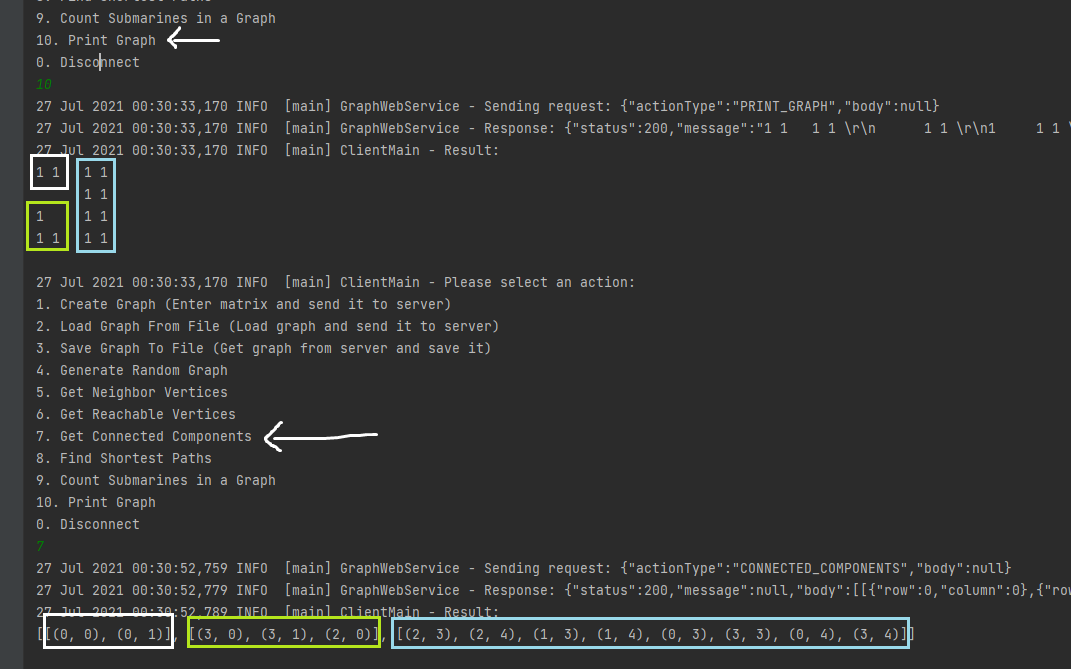 9. Count Submarines in a Graph
10. Print Graph
0. Disconnect
10
27 Jul 2021 00:30:33,170 INFO  [main] GraphWebService - Sending request: {"actionType":"PRINT_GRAPH","body":null}
27 Jul 2021 00:30:33,170 INFO  [main] GraphWebService - Response: {"status":200,"message":"1 1   1 1 \r\n      1 1 \r\n1     1 1 \
27 Jul 2021 00:30:33,170 INFO  [main] ClientMain - Result:
1 1   1 1
      1 1
1     1 1
1 1   1 1
27 Jul 2021 00:30:33,170 INFO  [main] ClientMain - Please select an action:
1. Create Graph (Enter matrix and send it to server)
2. Load Graph From File (Load graph and send it to server)
3. Save Graph To File (Get graph from server and save it)
4. Generate Random Graph
5. Get Neighbor Vertices
6. Get Reachable Vertices
7. Get Connected Components
8. Find Shortest Paths
9. Count Submarines in a Graph
10. Print Graph
0. Disconnect
7
27 Jul 2021 00:30:52,759 INFO  [main] GraphWebService - Sending request: {"actionType":"CONNECTED_COMPONENTS","body":null}
27 Jul 2021 00:30:52,779 INFO  [main] GraphWebService - Response: {"status":200,"message":null,"body":[[{"row":0,"column":0},{"row
27 Jul 2021 00:30:52,789 INFO  [main] ClientMain - Result:
[[(0, 0), (0, 1)], [(3, 0), (3, 1), (2, 0)], [(2, 3), (2, 4), (1, 3), (1, 4), (0, 3), (3, 3), (0, 4), (3, 4)]]